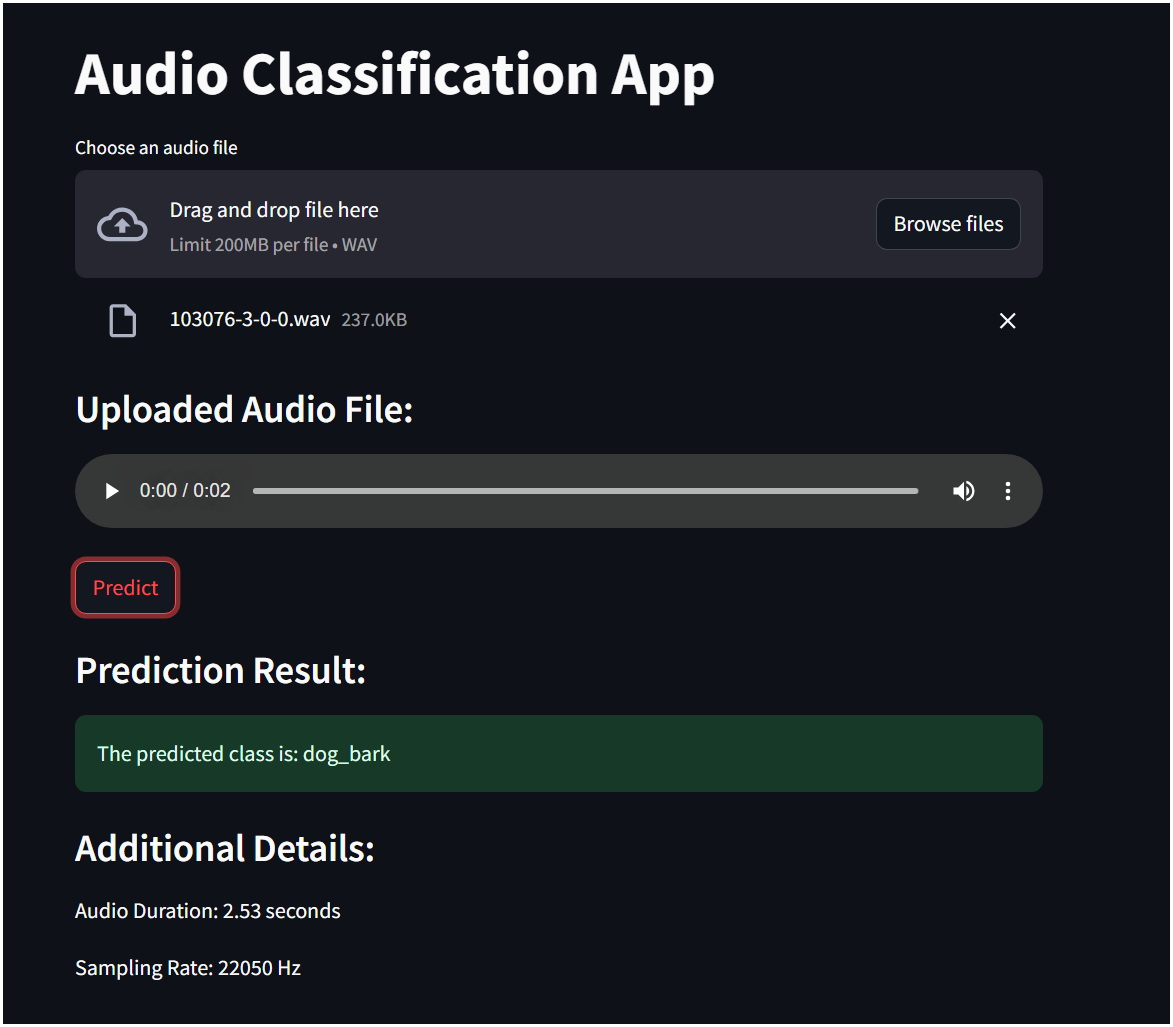 Audio Classification App
Choose an audio file
Drag and drop file here
Limit 200MB per file • WAV
Browse files
103076-3-0-0.wav 237.0KB
Uploaded Audio File:
0:00 / 0:02
Predict
Prediction Result:
The predicted class is: dog_bark
Additional Details:
Audio Duration: 2.53 seconds
Sampling Rate: 22050 Hz